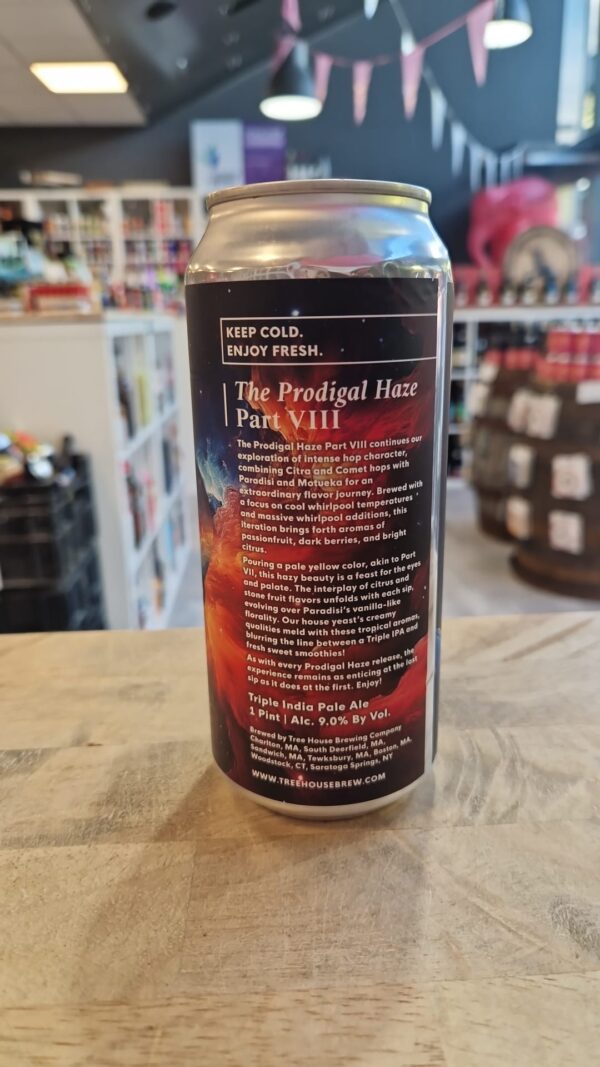 KEEP COLD.
ENJOY FRESH.
The Prodigal Haze
Part VIII
The Prodigal Haze Part VIII continues our
exploration of intense hop character,
combining Citra and Comet hops with
Paradisi and Motueka for an
extraordinary flavor journey. Brewed with
a focus on cool whirlpool temperatures
and massive whirlpool additions, this
iteration brings forth aromas of
passionfruit, dark berries, and bright
citrus.
Pouring a pale yellow color, akin to Part
VII, this hazy beauty is a feast for the eyes
and palate. The interplay of citrus and
stone fruit flavors unfolds with each sip,
evolving over Paradisi's vanilla-like
florality. Our house yeast's creamy
qualities meld with these tropical aromas,
blurring the line between a Triple IPA and
fresh sweet smoothies!
As with every Prodigal Haze release, the
experience remains as enticing at the last
sip as it does at the first. Enjoy!
Triple India Pale Ale
1 Pint | Alc. 9.0% By Vol.
Brewed by Tree House Brewing Company
Charlton, MA, South Deerfield, MA,
Sandwich, MA, Tewksbury, MA, Boston, MA,
Woodstock, CT, Saratoga Springs, NY
WWW.TREEHOUSEBREW.COM